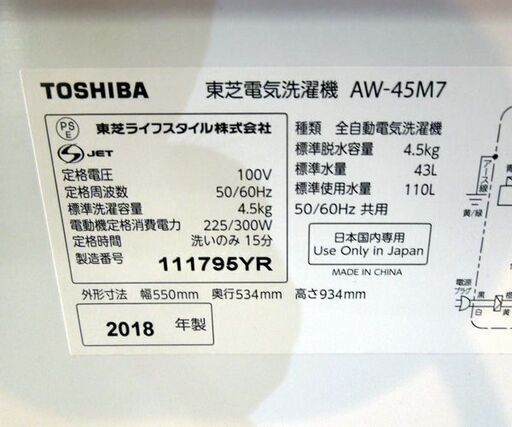 TOSHIBA 東芝電気洗濯機 AW-45M7
PS
E
東芝ライフスタイル株式会社
S JET
定格電圧 100V
定格周波数 50/60Hz
標準洗濯容量 4.5kg
電動機定格消費電力 225/300W
定格時間 洗いのみ 15分
製造番号 111795YR
種類 全自動電気洗濯機
標準脱水容量 4.5kg
標準水量 43L
標準使用水量 110L
50/60Hz 共用
日本国内専用
Use Only in Japan
MADE IN CHINA
外形寸法 幅550mm 奥行534mm 高さ934mm
2018 年製
アース線
黄/緑
電源
プラグ
黒
白